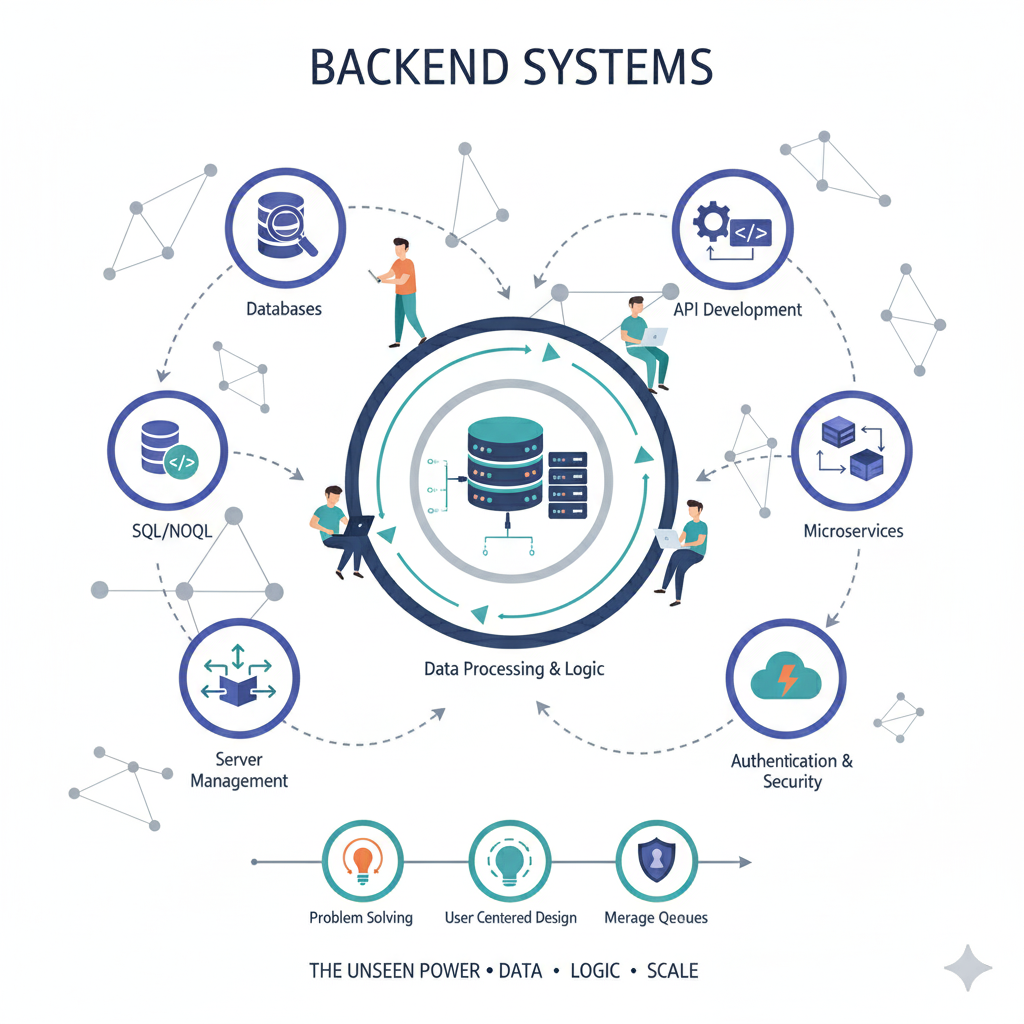 BACKEND SYSTEMS
Databases
API Development
</>
SQL/NOQL
</>
Microservices
Data Processing & Logic
Server
Management
Authentication &
Security
Problem Solving
User Centered Design
Merage Qeoues
THE UNSEEN POWER • DATA • LOGIC • SCALE